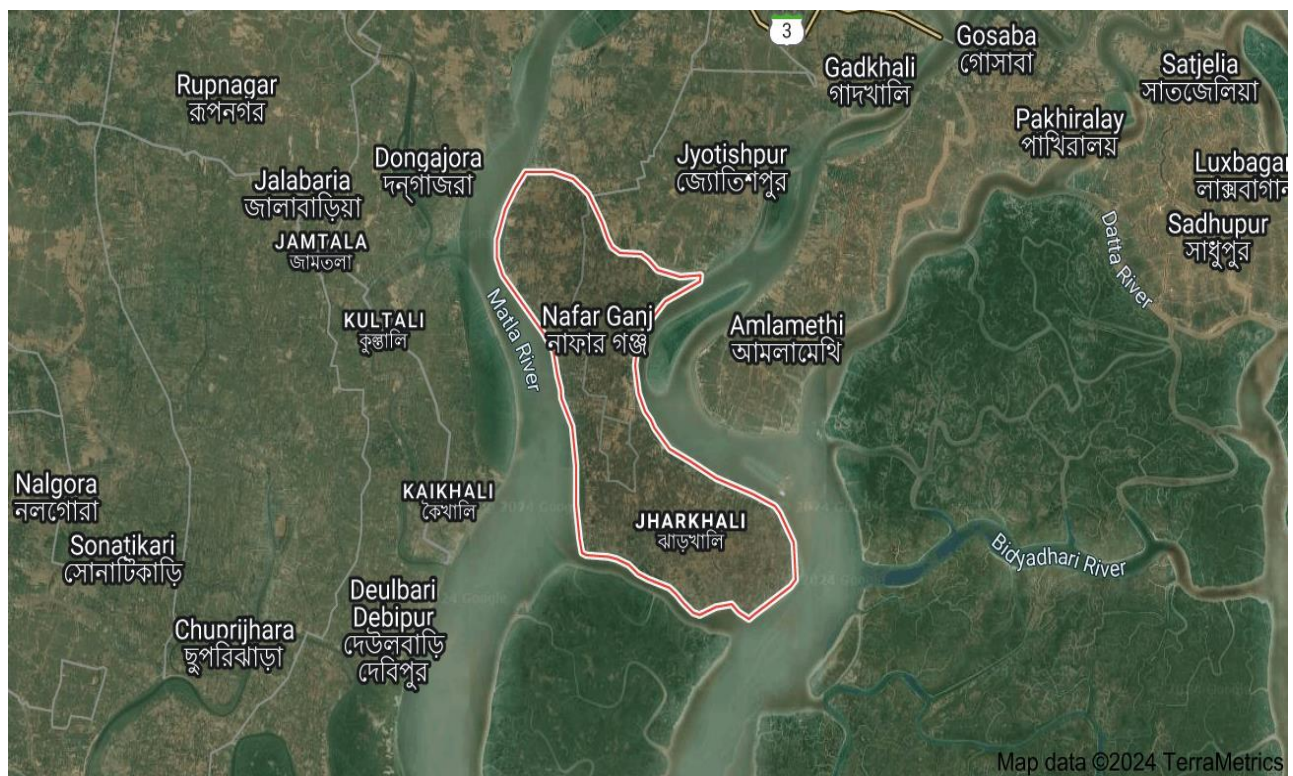 3
Gosaba
গোসাবা
Gadkhali
গাদখালি
Satjelia
সাতজেলিয়া
Rupnagar
রূপনগর
Pakhiralay
পাখিরালয়
Dongajora
দন্গাজরা
Jyotishpur
জ্যোতিশপুর
Luxbagan
লাক্সবাগান
Jalabaria
জালাবাড়িয়া
JAMTALA
জামতলা
Sadhupur
সাধুপুর
Datta River
Matla River
Nafar Ganj
নাফার গঞ্জ
KULTALI
কুলতালি
Amlamethi
আমলামেথি
Nalgora
নলগোরা
KAIKHALI
কৈখালি
JHARKHALI
ঝাড়খালি
Sonatikari
সোনাটিকাড়ি
Bidyadhari River
Deulbari
Debipur
দেউলবাড়ি
দেবিপুর
Chuprijhara
ছুপরিঝাড়া
Map data ©2024 TerraMetrics